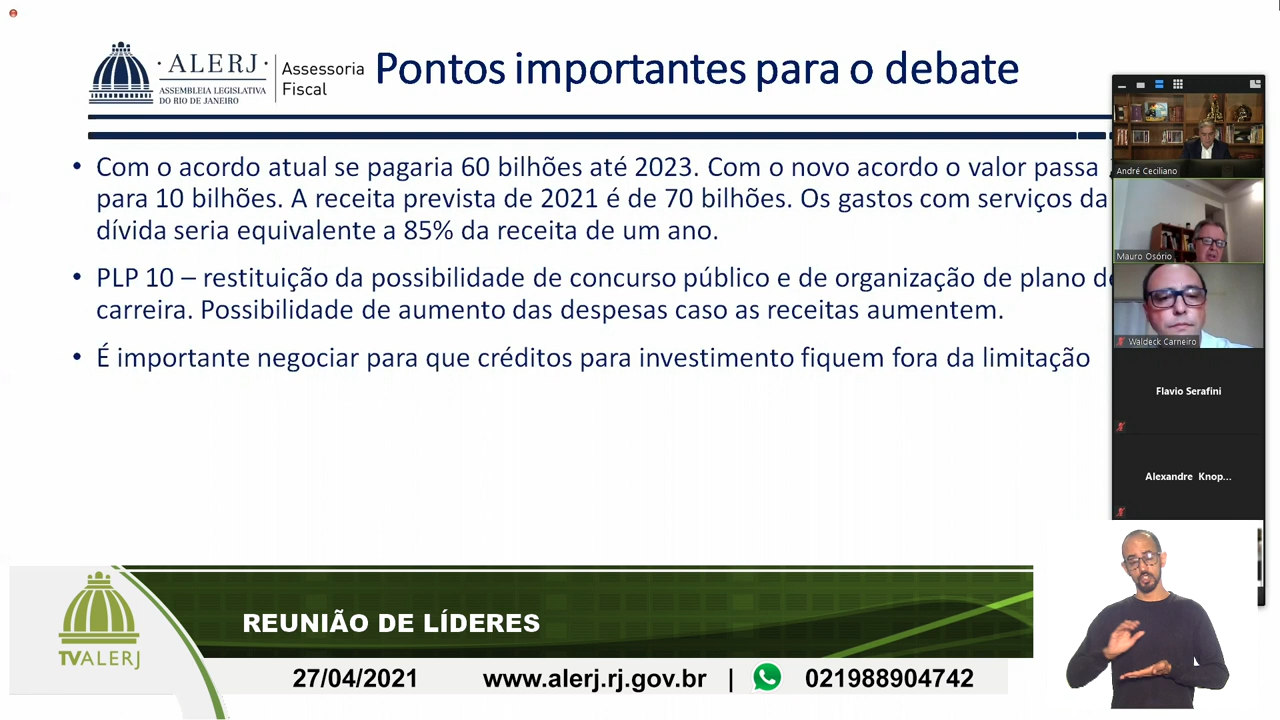 · ALERJ ·
ASSEMBLEIA LEGISLATIVA
DO RIO DE JANEIRO
Assessoria
Fiscal
Pontos importantes para o debate
• Com o acordo atual se pagaria 60 bilhões até 2023. Com o novo acordo o valor passa
para 10 bilhões. A receita prevista de 2021 é de 70 bilhões. Os gastos com serviços da
dívida seria equivalente a 85% da receita de um ano.
• PLP 10 – restituição da possibilidade de concurso público e de organização de plano de
carreira. Possibilidade de aumento das despesas caso as receitas aumentem.
• É importante negociar para que créditos para investimento fiquem fora da limitação
André Ceciliano
Mauro Osório
Waldeck Carneiro
Flavio Serafini
Alexandre Knop...
TVALERJ
REUNIÃO DE LÍDERES
27/04/2021 www.alerj.rj.gov.br | 021988904742